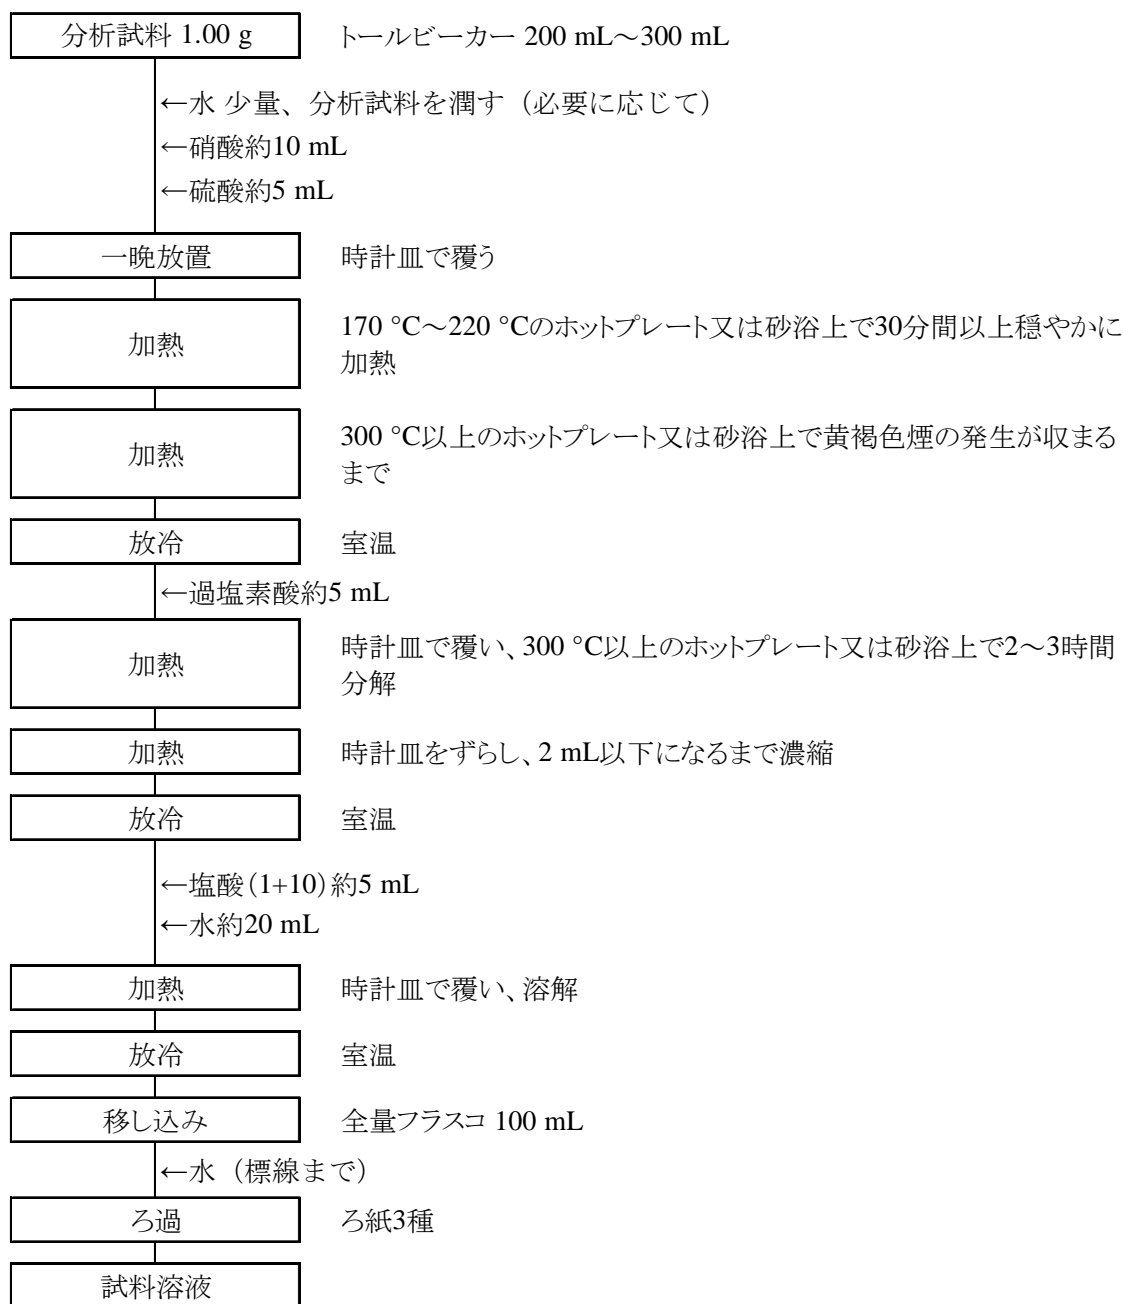 分析試料 1.00 g トールビーカー 200 mL～300 mL
←水 少量、分析試料を潤す（必要に応じて）
←硝酸約10 mL
←硫酸約5 mL
一晩放置 時計皿で覆う
加熱 170 °C～220 °Cのホットプレート又は砂浴上で30分間以上穏やかに
加熱
加熱 300 °C以上のホットプレート又は砂浴上で黄褐色煙の発生が収まる
まで
放冷 室温
←過塩素酸約5 mL
加熱 時計皿で覆い、300 °C以上のホットプレート又は砂浴上で2～3時間
分解
加熱 時計皿をずらし、2 mL以下になるまで濃縮
放冷 室温
←塩酸（1+10）約5 mL
←水約20 mL
加熱 時計皿で覆い、溶解
放冷 室温
移し込み 全量フラスコ 100 mL
←水（標線まで）
ろ過 ろ紙3種
試料溶液